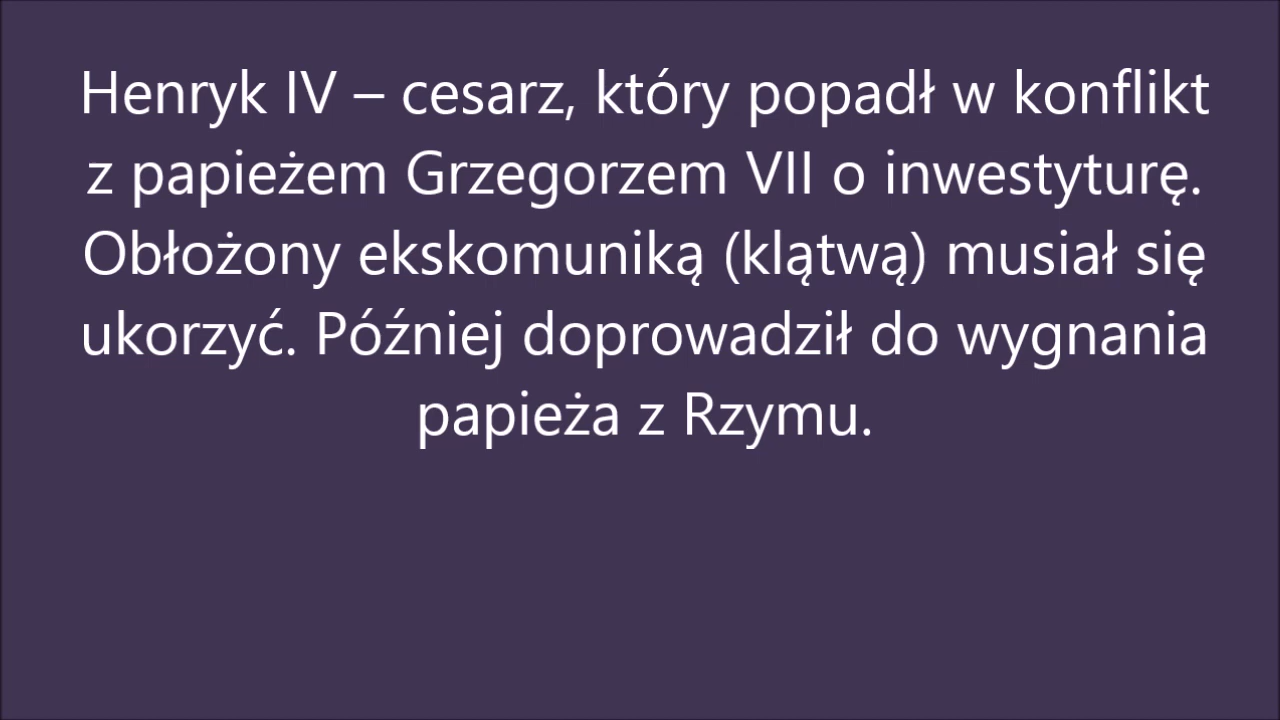 Henryk IV – cesarz, który popadł w konflikt
z papieżem Grzegorzem VII o inwestyturę.
Obłożony ekskomuniką (klątwą) musiał się
ukorzyć. Później doprowadził do wygnania
papieża z Rzymu.